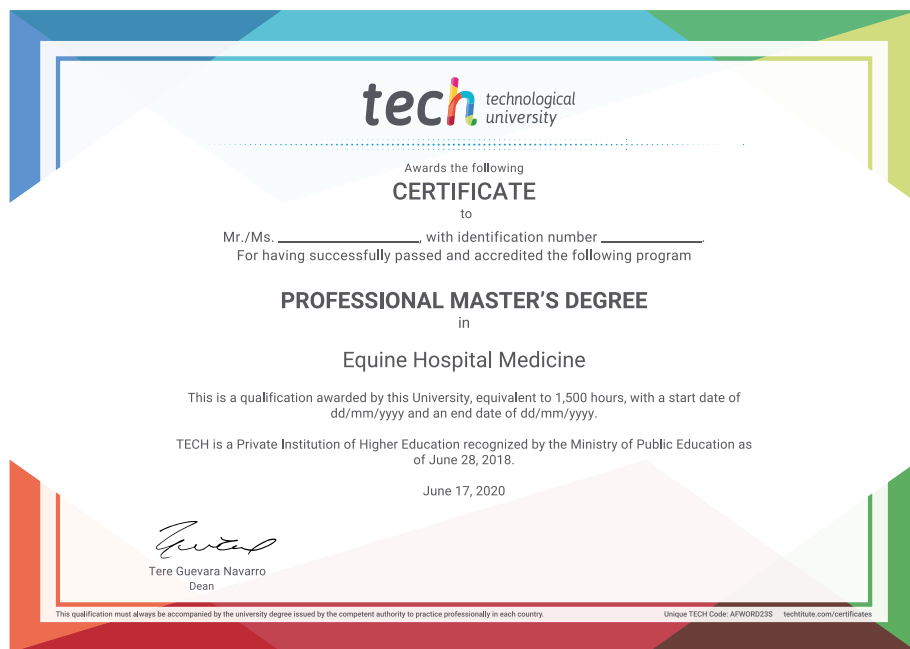 tech technological
university
Awards the following
CERTIFICATE
to
Mr./Ms. ____________________, with identification number ______________.
For having successfully passed and accredited the following program
PROFESSIONAL MASTER'S DEGREE
in
Equine Hospital Medicine
This is a qualification awarded by this University, equivalent to 1,500 hours, with a start date of
dd/mm/yyyy and an end date of dd/mm/yyyy.
TECH is a Private Institution of Higher Education recognized by the Ministry of Public Education as
of June 28, 2018.
June 17, 2020
Tere Guevara Navarro
Dean
This qualification must always be accompanied by the university degree issued by the competent authority to practice professionally in each country. Unique TECH Code: AFWORD23S techtitute.com/certificates